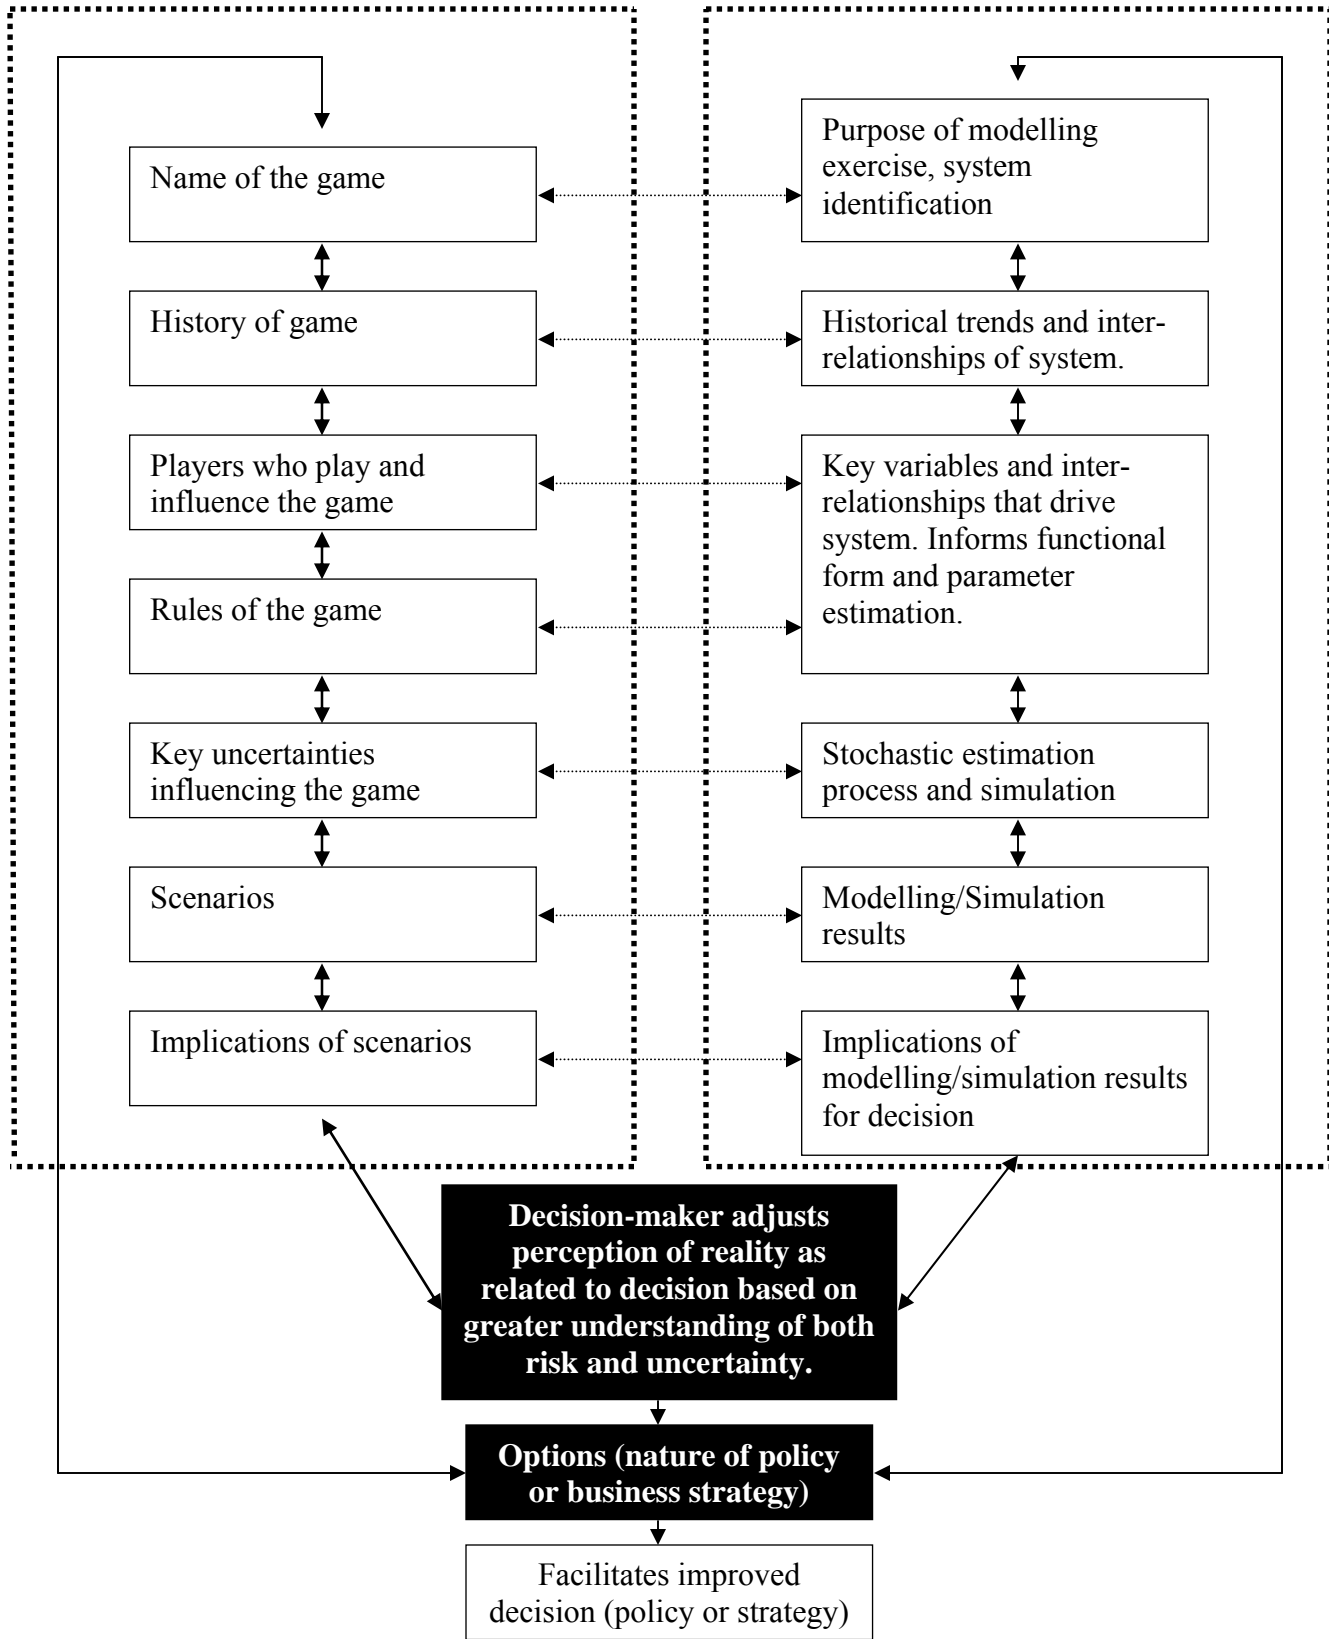 Name of the game
Purpose of modelling
exercise, system
identification
History of game
Historical trends and inter-
relationships of system.
Players who play and
influence the game
Key variables and inter-
relationships that drive
system. Informs functional
form and parameter
estimation.
Rules of the game
Key uncertainties
influencing the game
Stochastic estimation
process and simulation
Scenarios
Modelling/Simulation
results
Implications of scenarios
Implications of
modelling/simulation results
for decision
Decision-maker adjusts
perception of reality as
related to decision based on
greater understanding of both
risk and uncertainty.
Options (nature of policy
or business strategy)
Facilitates improved
decision (policy or strategy)